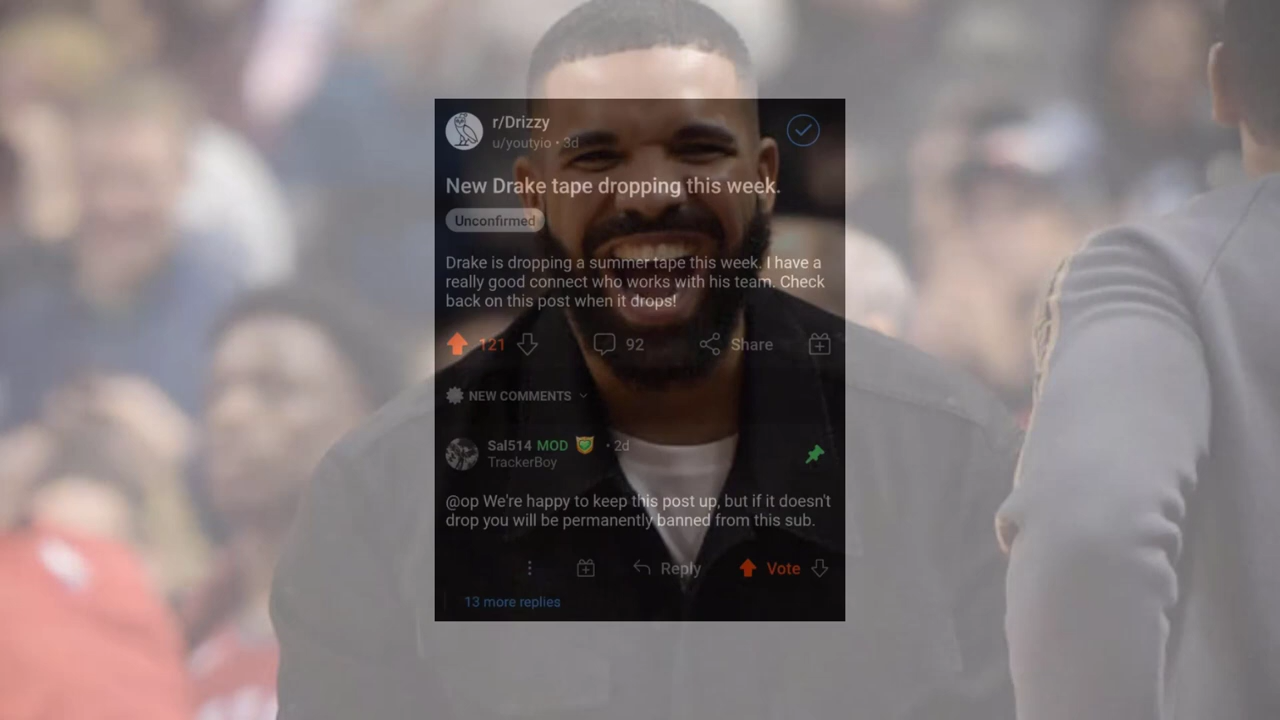 r/Drizzy
u/youtyio • 3d
New Drake tape dropping this week.
Unconfirmed
Drake is dropping a summer tape this week. I have a
really good connect who works with his team. Check
back on this post when it drops!
121
92
Share
NEW COMMENTS
Sal514 MOD • 2d
TrackerBoy
@op We're happy to keep this post up, but if it doesn't
drop you will be permanently banned from this sub.
Reply
Vote
13 more replies